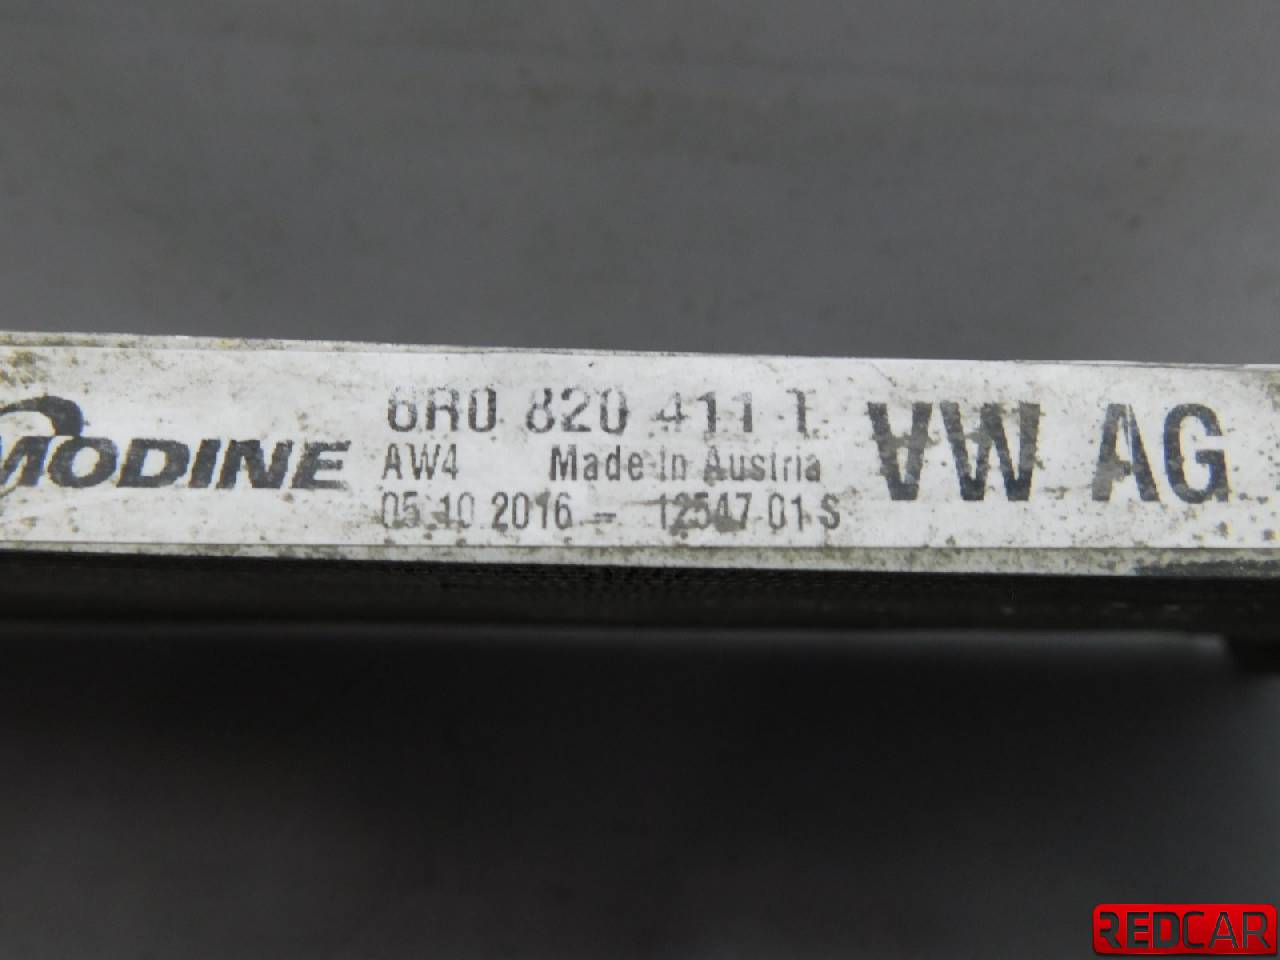 MODINE
6R0 820 411 T
AW4 Made in Austria
05.10.2016 - 12547 01 S
VW AG
REDCAR